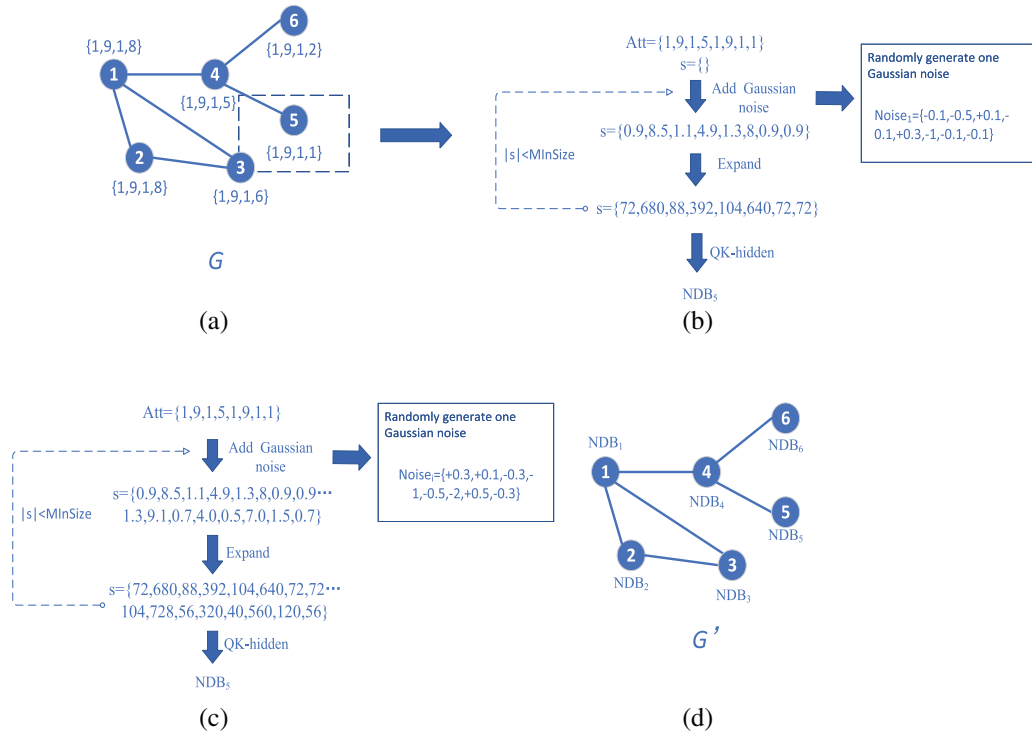 6
{1,9,1,2}
{1,9,1,8}
1
4
{1,9,1,5}
5
{1,9,1,1}
2
{1,9,1,8}
3
{1,9,1,6}
G
(a)
Att={1,9,1,5,1,9,1,1}
s={}
Add Gaussian
noise
s={0.9,8.5,1.1,4.9,1.3,8,0.9,0.9}
|s|<MInSize
Expand
s={72,680,88,392,104,640,72,72}
QK-hidden
NDB₅
Randomly generate one
Gaussian noise
Noise₁={-0.1,-0.5,+0.1,-
0.1,+0.3,-1,-0.1,-0.1}
(b)
Att={1,9,1,5,1,9,1,1}
Add Gaussian
noise
s={0.9,8.5,1.1,4.9,1.3,8,0.9,0.9···
1.3,9.1,0.7,4.0,0.5,7.0,1.5,0.7}
|s|<MInSize
Expand
s={72,680,88,392,104,640,72,72···
104,728,56,320,40,560,120,56}
QK-hidden
NDB₅
Randomly generate one
Gaussian noise
Noiseᵢ={+0.3,+0.1,-0.3,-
1,-0.5,-2,+0.5,-0.3}
(c)
6
NDB₆
NDB₁
1
4
NDB₄
5
NDB₅
2
NDB₂
3
NDB₃
G'
(d)